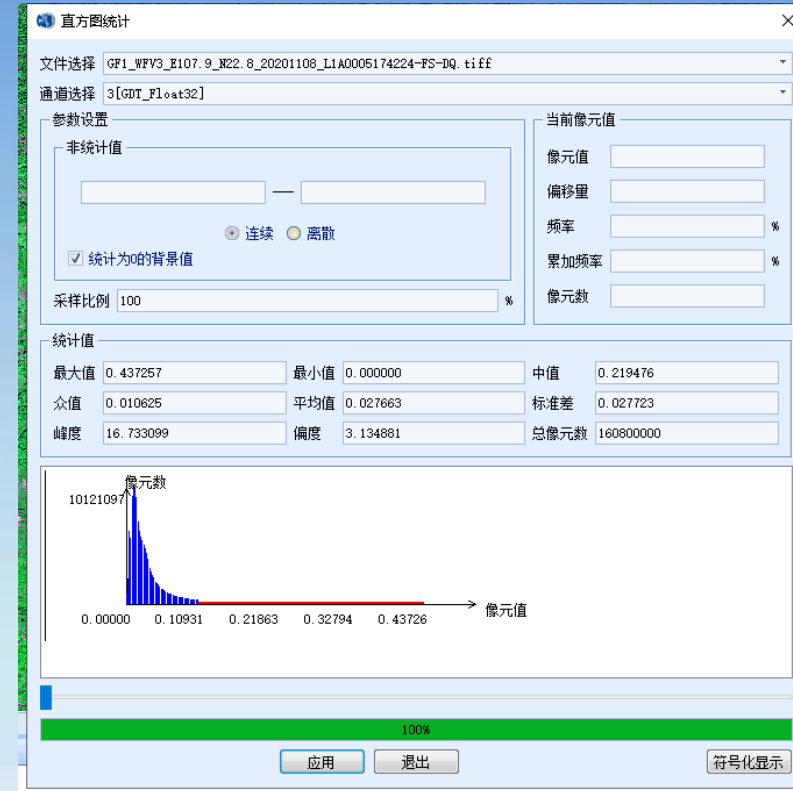 直方图统计
文件选择 GF1_WFV3_E107.9_N22.8_20201108_L1A0005174224-FS-DQ.tiff
通道选择 3[GDT_Float32]
参数设置
非统计值
—
连续 离散
统计为0的背景值
采样比例 100 %
当前像元值
像元值
偏移量
频率 %
累加频率 %
像元数
统计值
最大值 0.437257 最小值 0.000000 中值 0.219476
众值 0.010625 平均值 0.027663 标准差 0.027723
峰度 16.733099 偏度 3.134881 总像元数 160800000
像元数
10121097
像元值
0.00000 0.10931 0.21863 0.32794 0.43726
100%
应用 退出 符号化显示